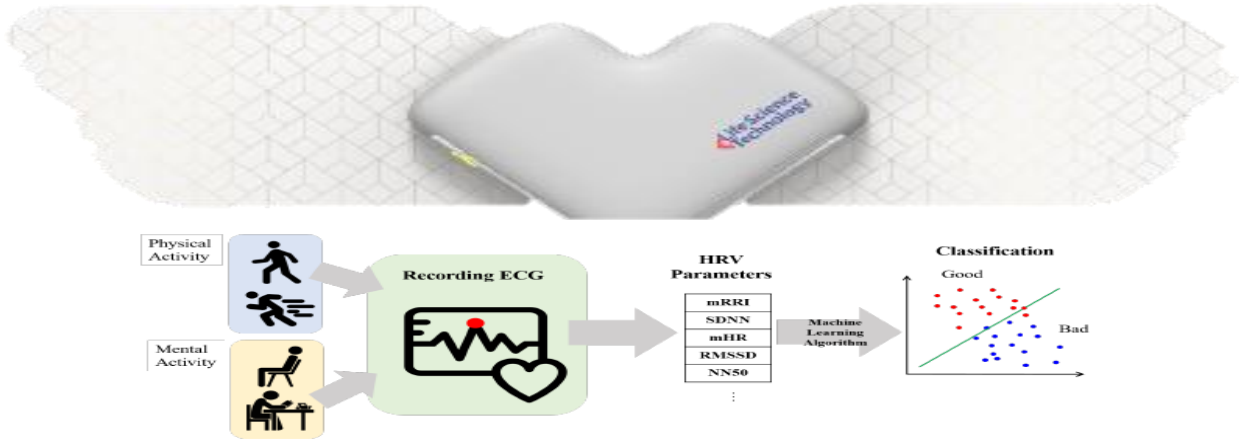 Life Science
Technology
Physical
Activity
Mental
Activity
Recording ECG
HRV
Parameters
mRRI
SDNN
mHR
RMSSD
NN50
⋮
Machine
Learning
Algorithm
Classification
Good
Bad